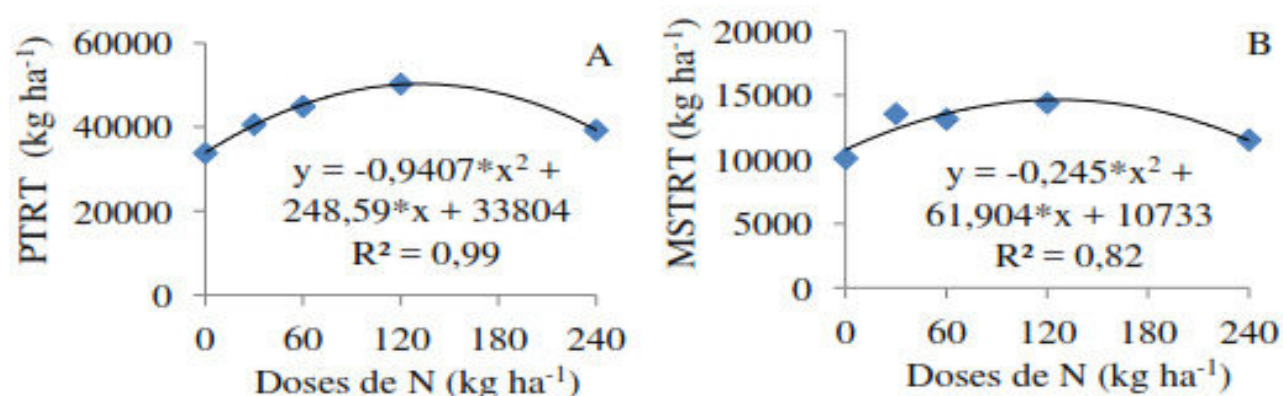 PTRT (kg ha⁻¹)
60000
40000
20000
0
A
y = -0,9407*x² +
248,59*x + 33804
R² = 0,99
0 60 120 180 240
Doses de N (kg ha⁻¹)
MSTRT (kg ha⁻¹)
20000
15000
10000
5000
0
B
y = -0,245*x² +
61,904*x + 10733
R² = 0,82
0 60 120 180 240
Doses de N (kg ha⁻¹)